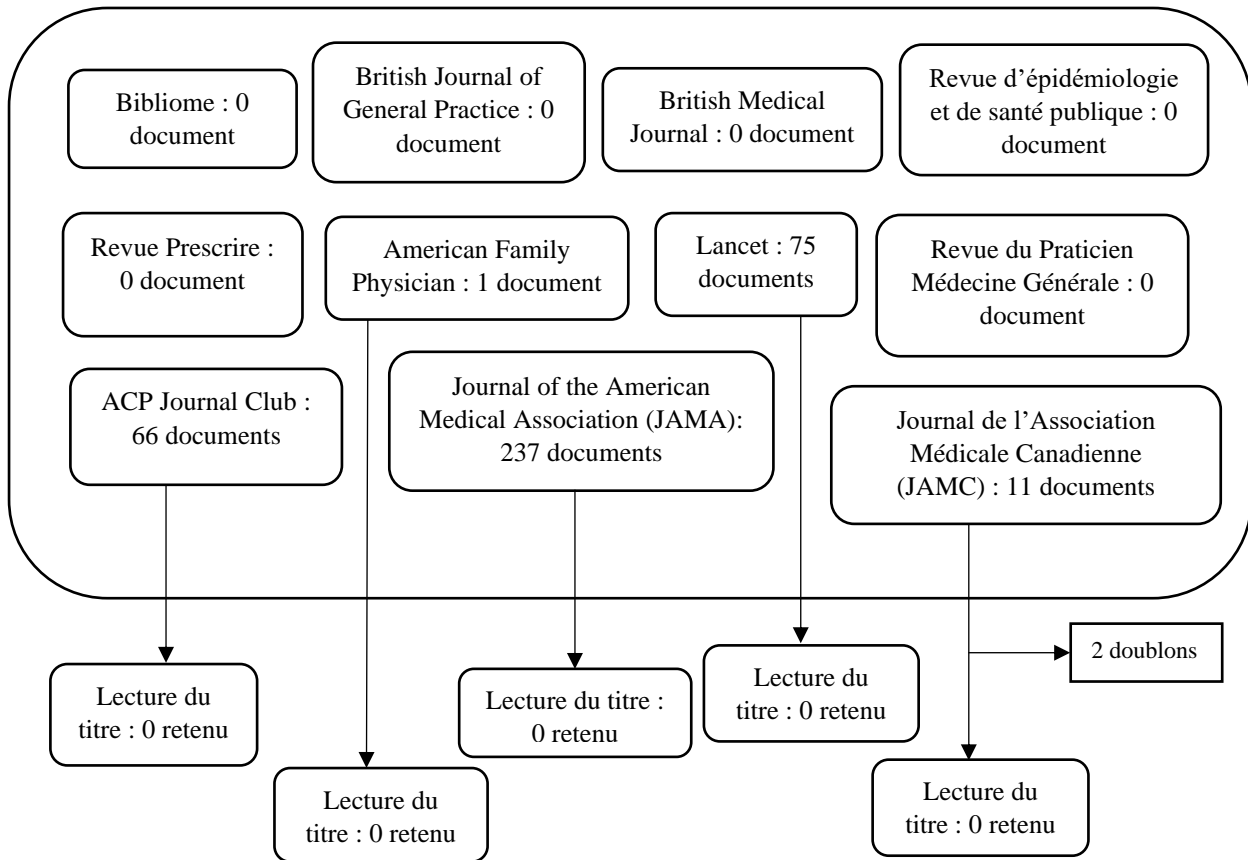 Bibliome : 0
document
British Journal of
General Practice : 0
document
British Medical
Journal : 0 document
Revue d’épidémiologie
et de santé publique : 0
document
Revue Prescrire :
0 document
American Family
Physician : 1 document
Lancet : 75
documents
Revue du Praticien
Médecine Générale : 0
document
ACP Journal Club :
66 documents
Journal of the American
Medical Association (JAMA):
237 documents
Journal de l’Association
Médicale Canadienne
(JAMC) : 11 documents
2 doublons
Lecture du
titre : 0 retenu
Lecture du
titre : 0 retenu
Lecture du titre :
0 retenu
Lecture du
titre : 0 retenu
Lecture du
titre : 0 retenu